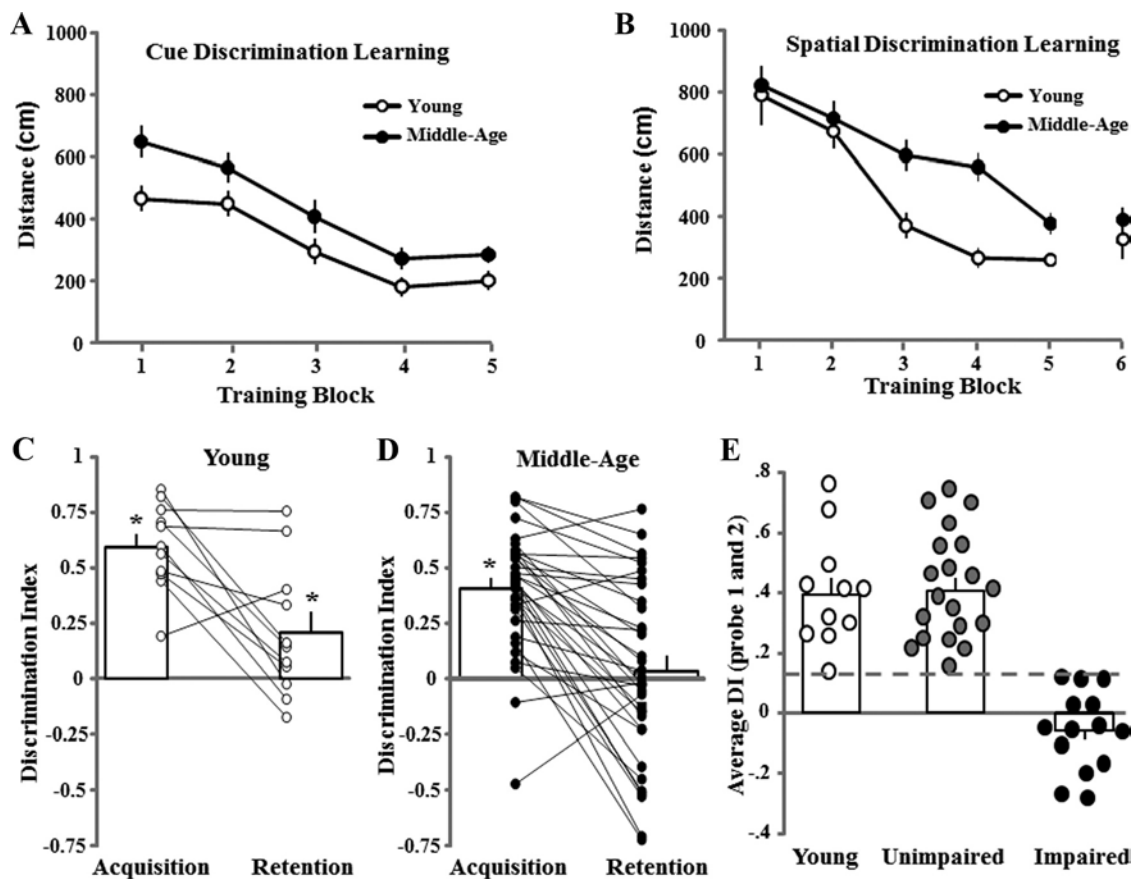 A
Cue Discrimination Learning
1000
800
600
400
200
0
Distance (cm)
Young
Middle-Age
1 2 3 4 5
Training Block
B
Spatial Discrimination Learning
1000
800
600
400
200
0
Distance (cm)
Young
Middle-Age
1 2 3 4 5 6
Training Block
C
Young
1
0.75
0.5
0.25
0
-0.25
-0.5
-0.75
Discrimination Index
*
*
Acquisition Retention
D
Middle-Age
1
0.75
0.5
0.25
0
-0.25
-0.5
-0.75
Discrimination Index
*
Acquisition Retention
E
.8
.6
.4
.2
0
-.2
-.4
Average DI (probe 1 and 2)
Young Unimpaired Impaired